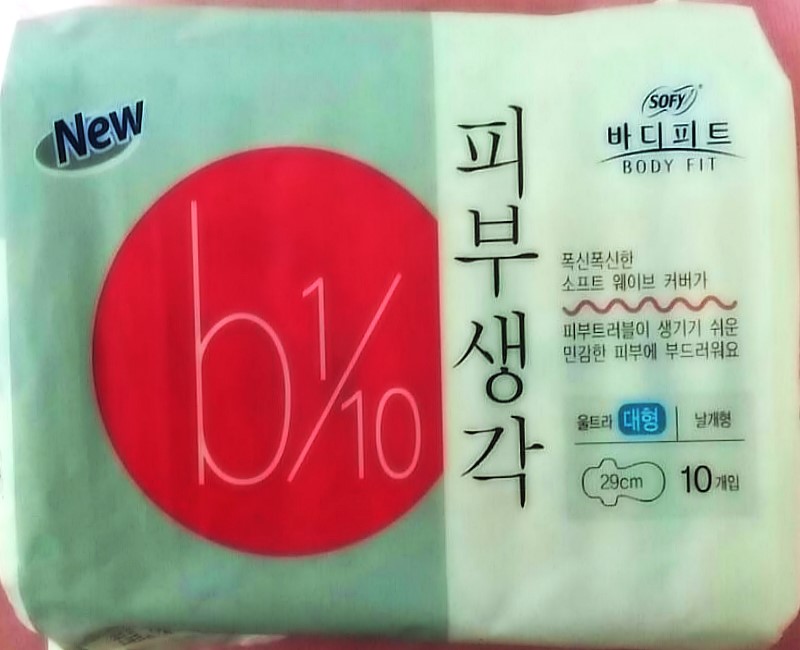 New
b 1/10
피부생각
SOFY
바디피트
BODY FIT
폭신폭신한
소프트 웨이브 커버가
피부트러블이 생기기 쉬운
민감한 피부에 부드러워요
울트라 대형 날개형
29cm 10개입